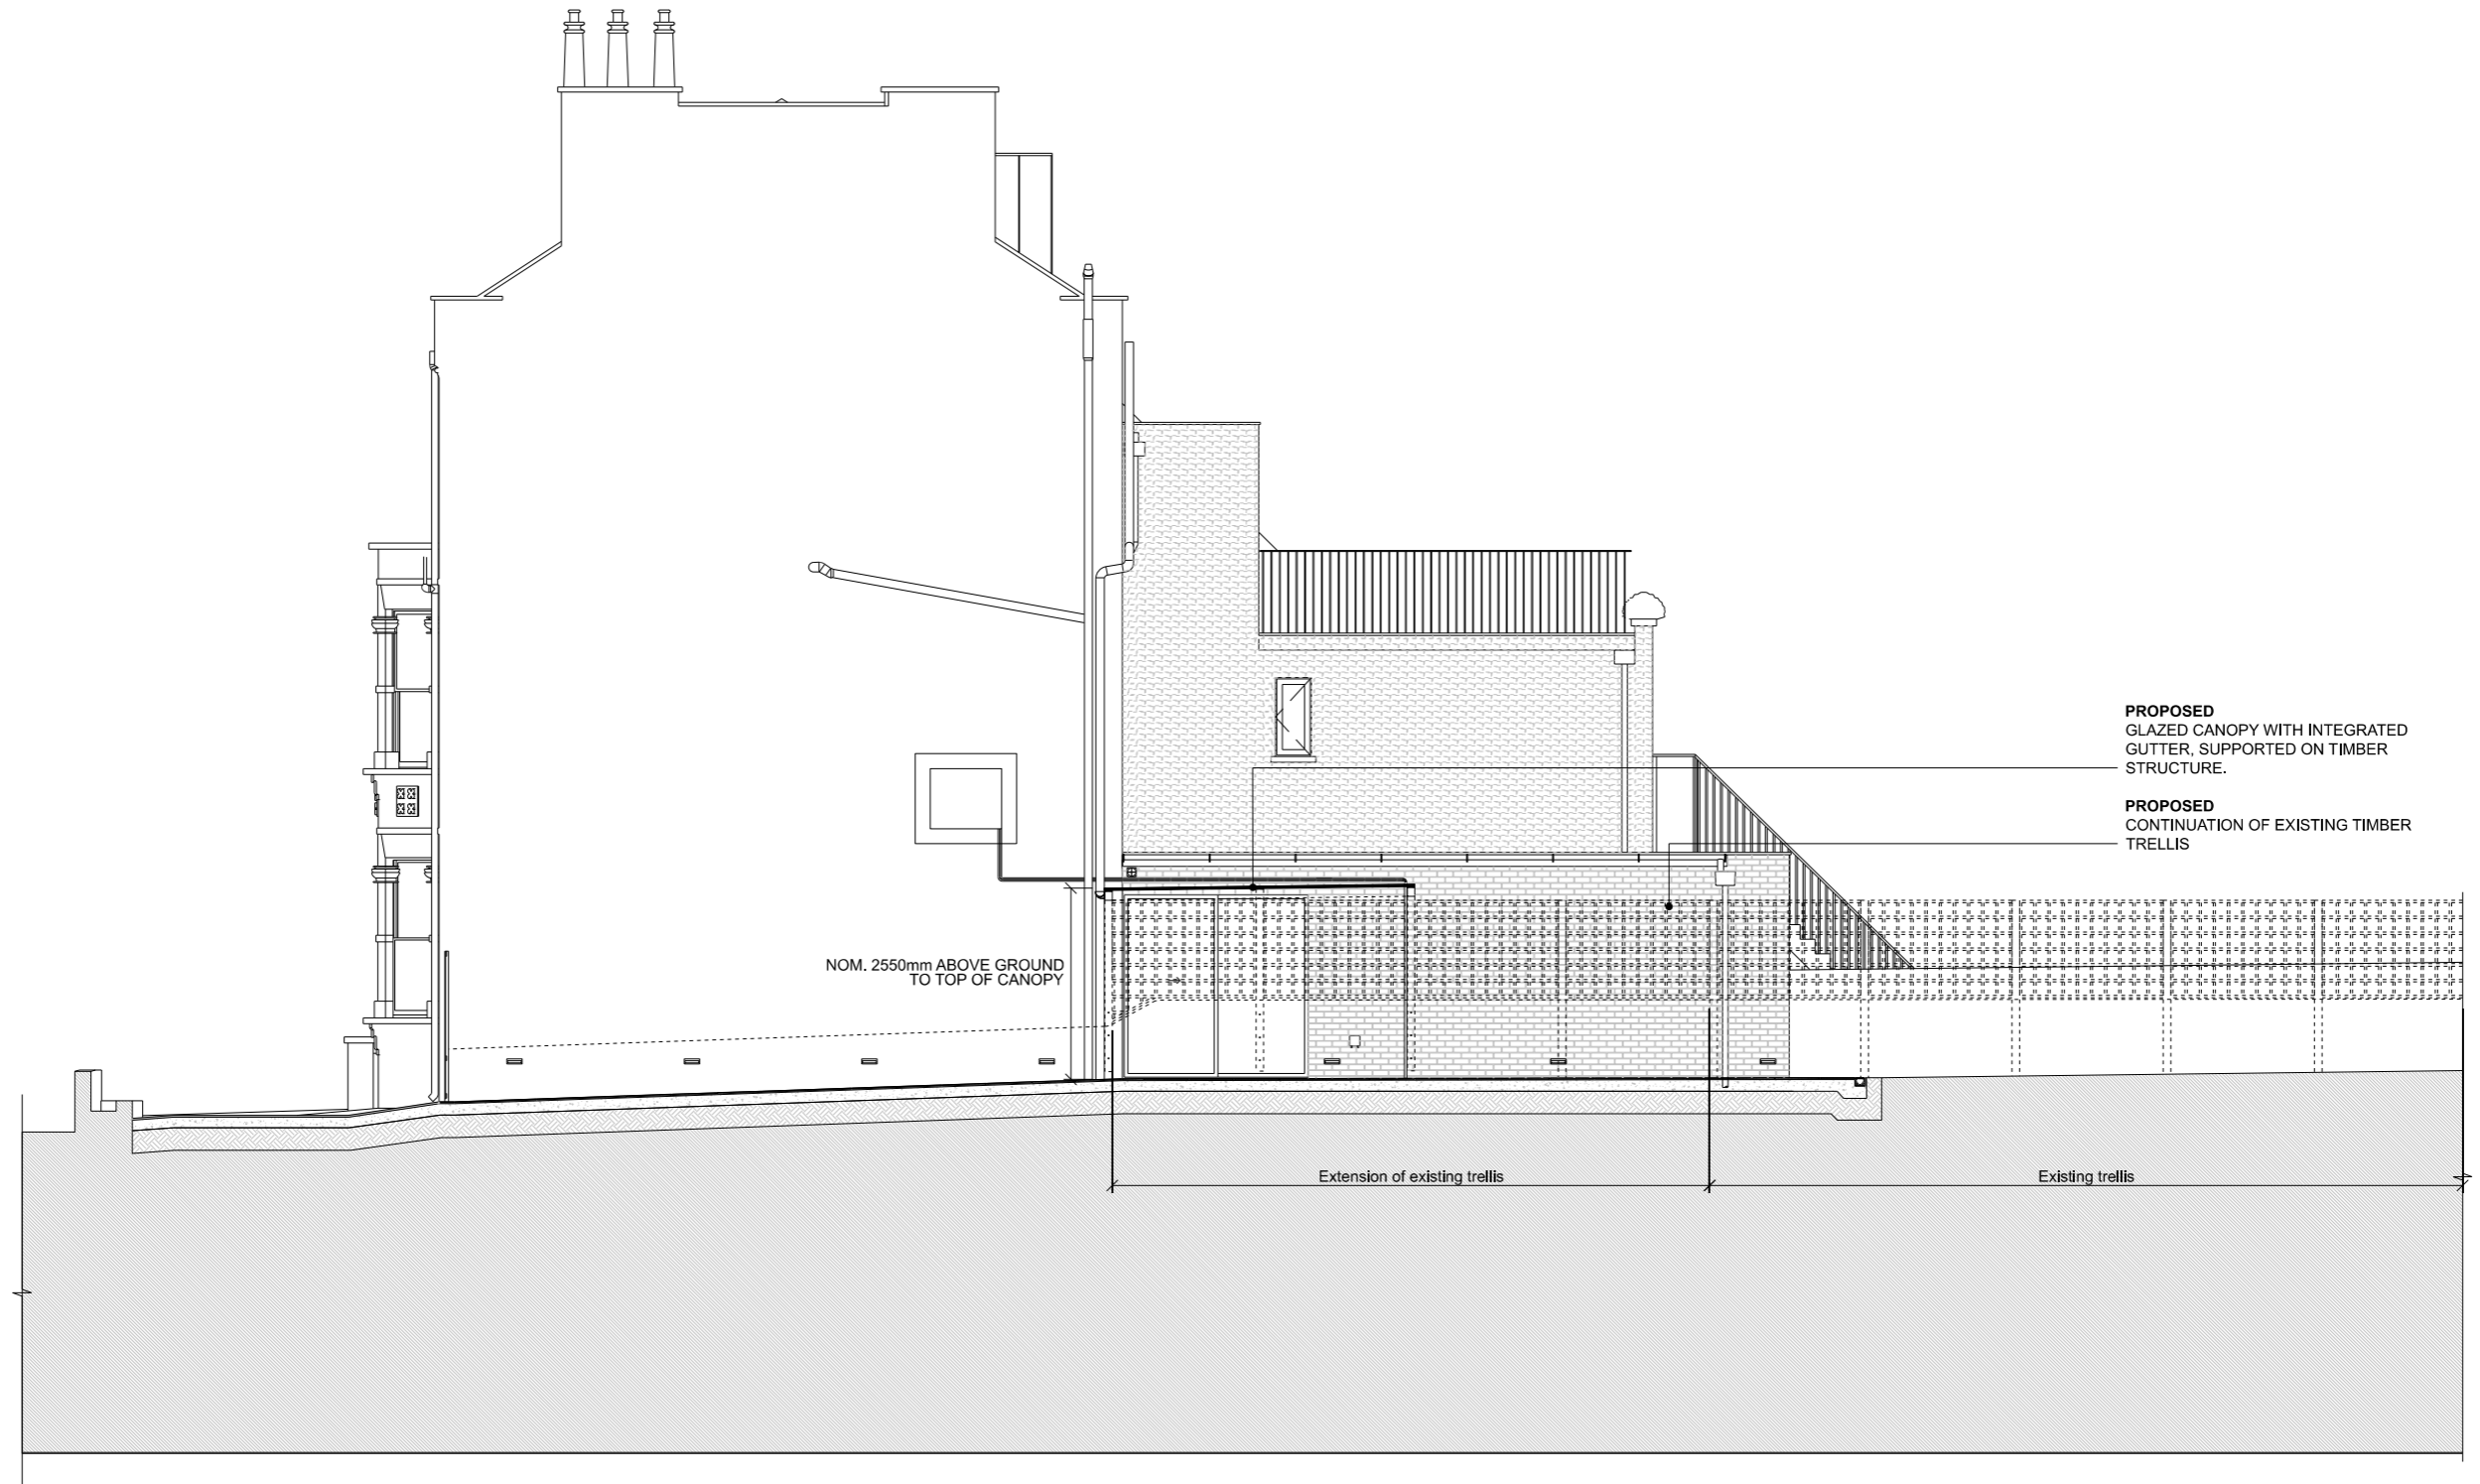 PROPOSED
GLAZED CANOPY WITH INTEGRATED
GUTTER, SUPPORTED ON TIMBER
STRUCTURE.
PROPOSED
CONTINUATION OF EXISTING TIMBER
TRELLIS
NOM. 2550mm ABOVE GROUND
TO TOP OF CANOPY
Extension of existing trellis
Existing trellis